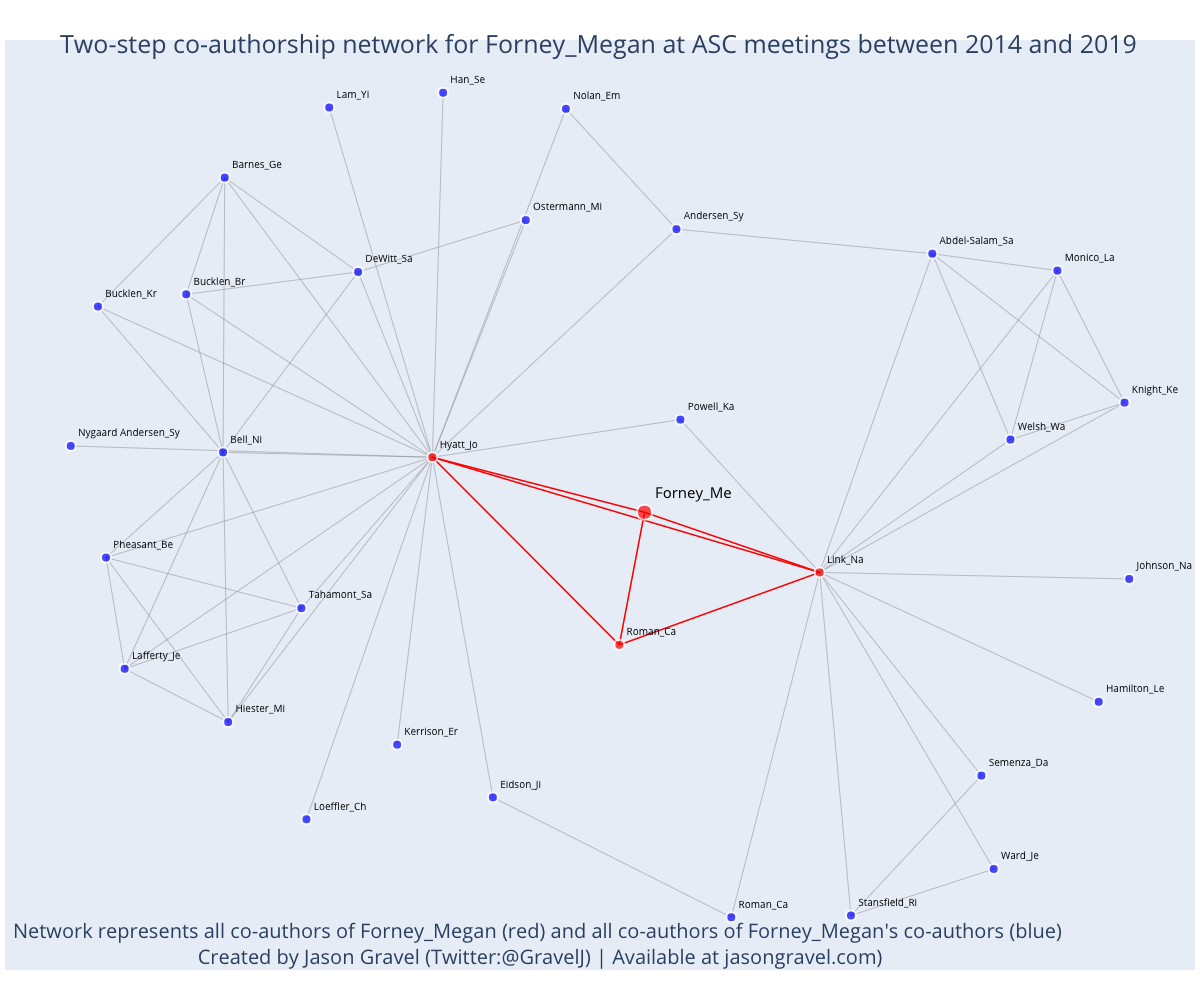 Two-step co-authorship network for Forney_Megan at ASC meetings between 2014 and 2019
Han_Se
Lam_Yi
Nolan_Em
Barnes_Ge
Ostermann_Mi
Andersen_Sy
Abdel-Salam_Sa
DeWitt_Sa
Monico_La
Bucklen_Br
Bucklen_Kr
Knight_Ke
Powell_Ka
Welsh_Wa
Nygaard Andersen_Sy
Bell_Ni
Hyatt_Jo
Forney_Me
Pheasant_Be
Link_Na
Johnson_Na
Tahamont_Sa
Roman_Ca
Lafferty_Je
Hamilton_Le
Hiester_Mi
Kerrison_Er
Semenza_Da
Eidson_Ji
Loeffler_Ch
Ward_Je
Stansfield_Ri
Roman_Ca
Network represents all co-authors of Forney_Megan (red) and all co-authors of Forney_Megan's co-authors (blue)
Created by Jason Gravel (Twitter:@GravelJ) | Available at jasongravel.com)